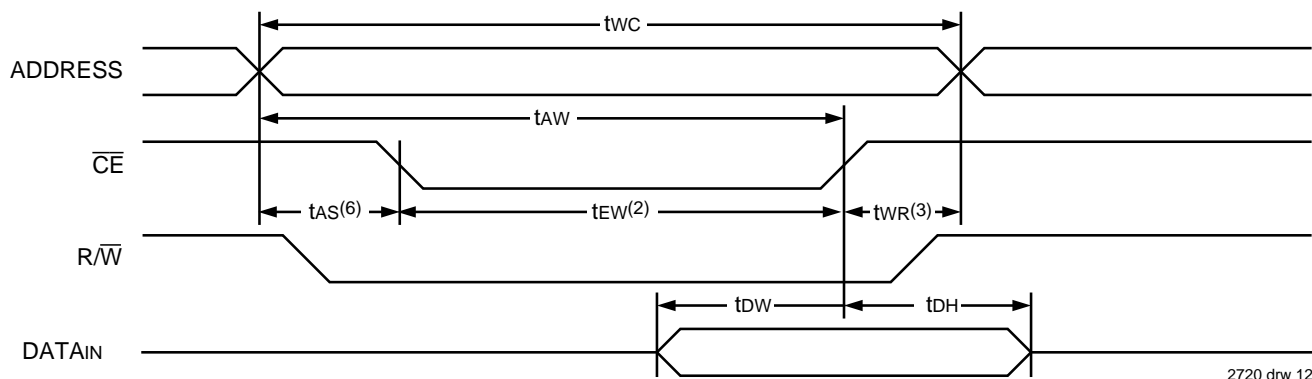 tWC
ADDRESS
tAW
CE
tAS(6) tEW(2) tWR(3)
R/W
tDW tDH
DATAIN
2720 drw 12